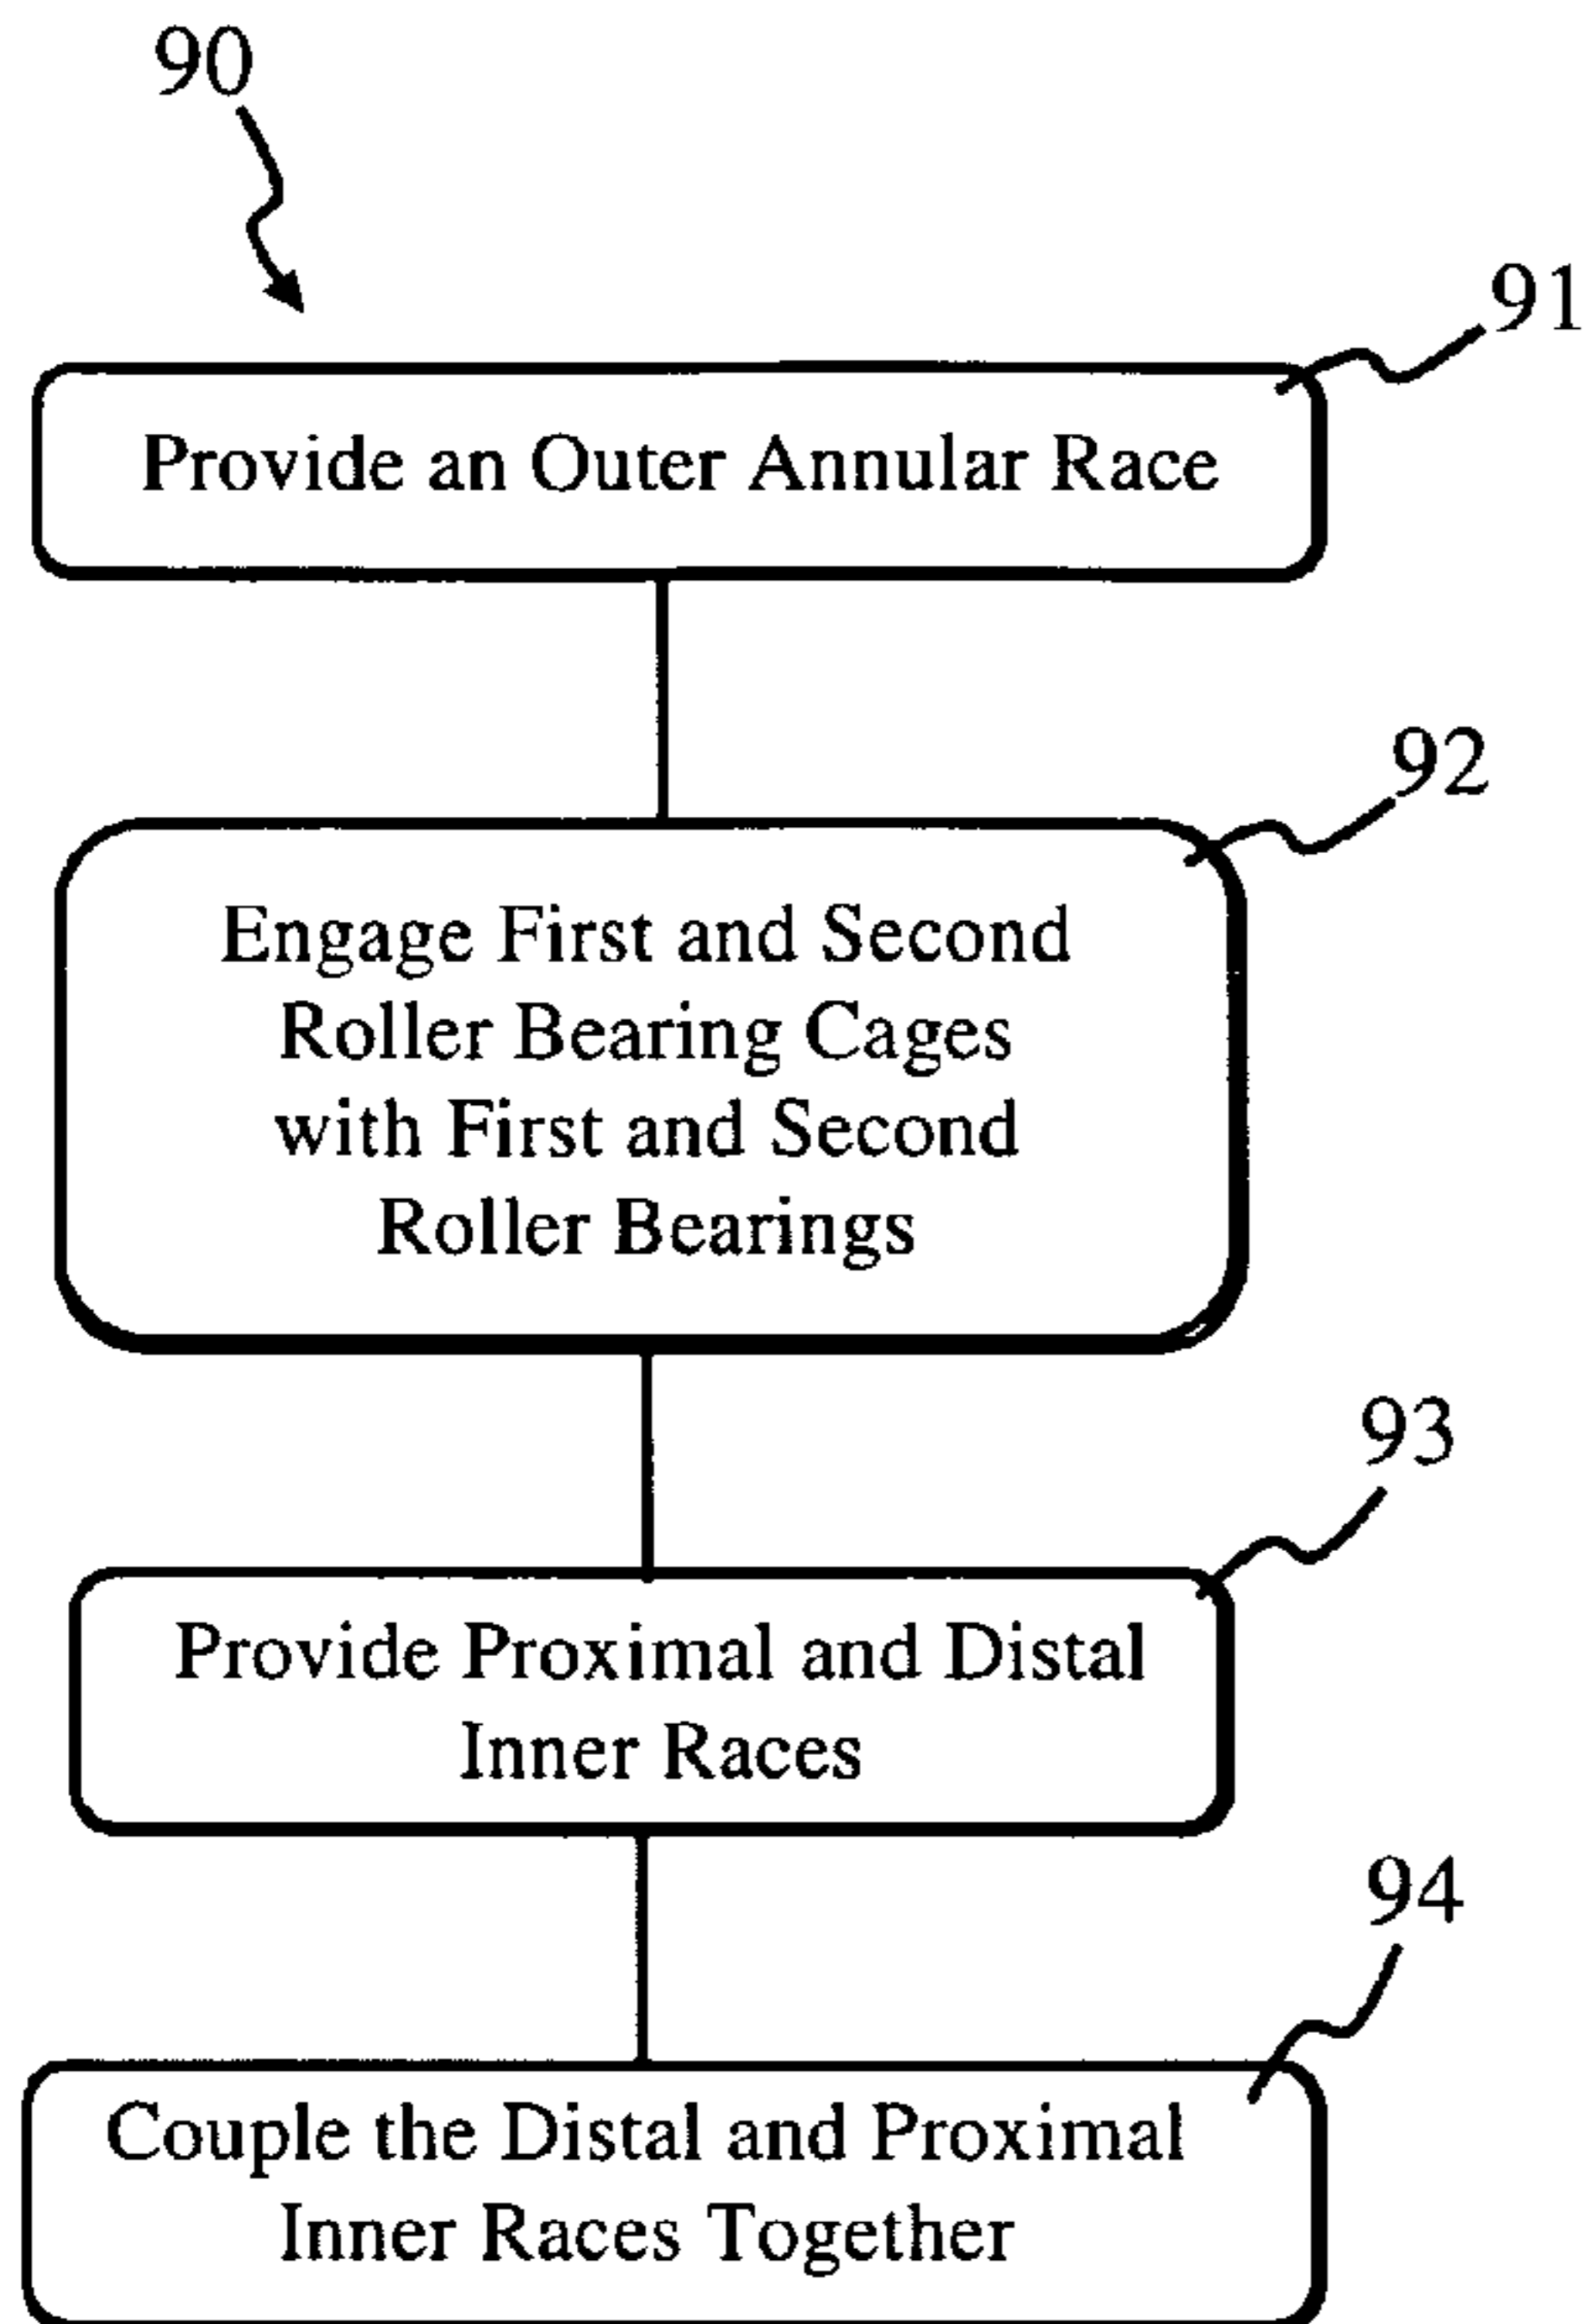 90
91
Provide an Outer Annular Race
92
Engage First and Second
Roller Bearing Cages
with First and Second
Roller Bearings
93
Provide Proximal and Distal
Inner Races
94
Couple the Distal and Proximal
Inner Races Together